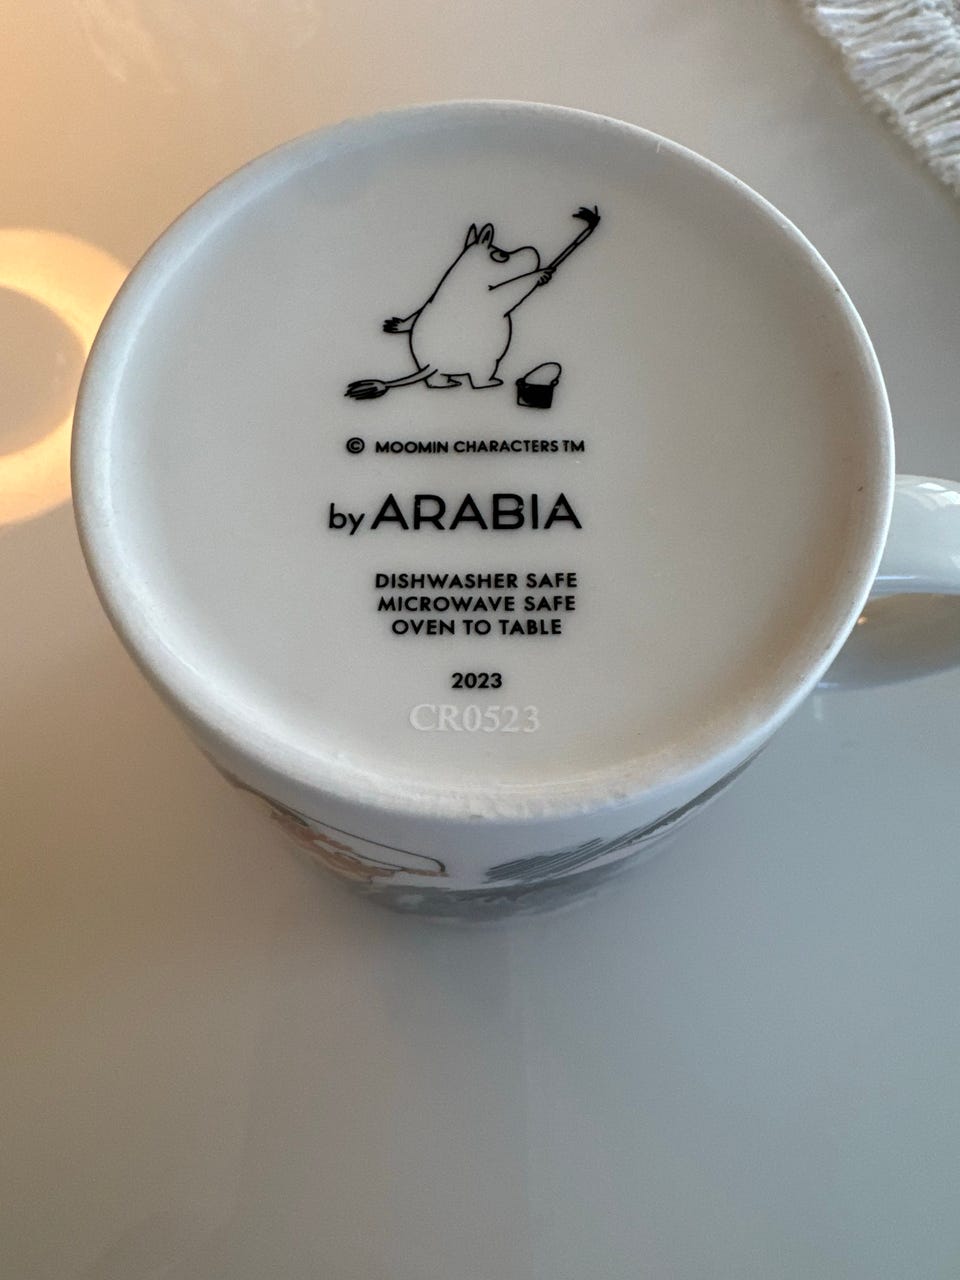 © MOOMIN CHARACTERS TM
by ARABIA
DISHWASHER SAFE
MICROWAVE SAFE
OVEN TO TABLE
2023
CR0523